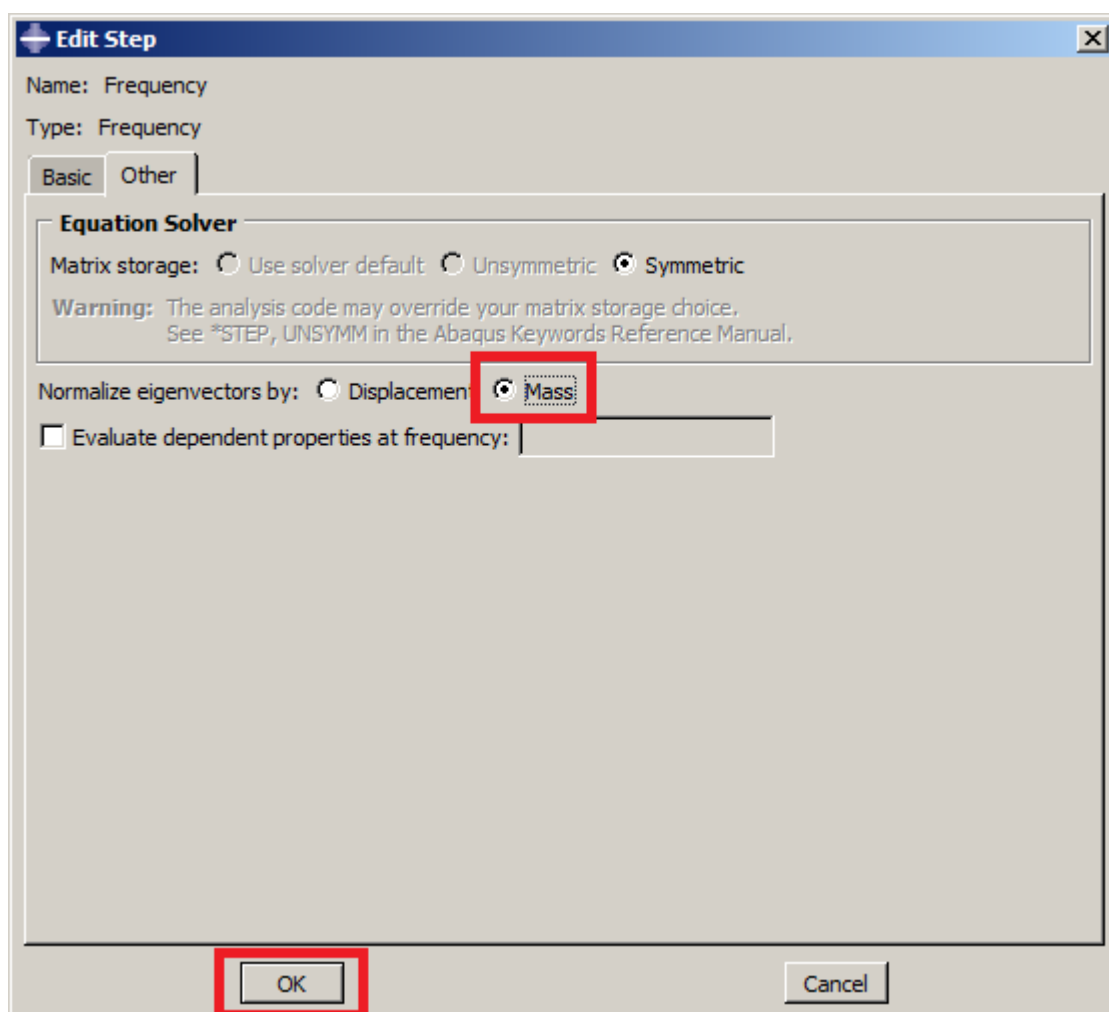 Edit Step
Name: Frequency
Type: Frequency
Basic Other
Equation Solver
Matrix storage: Use solver default Unsymmetric Symmetric
Warning: The analysis code may override your matrix storage choice.
See *STEP, UNSYMM in the Abaqus Keywords Reference Manual.
Normalize eigenvectors by: Displacement Mass
Evaluate dependent properties at frequency:
OK Cancel